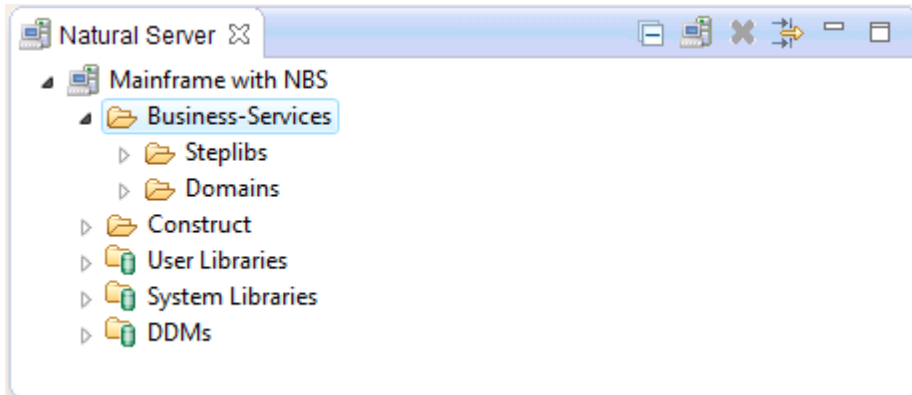 Natural Server
Mainframe with NBS
Business-Services
Steplibs
Domains
Construct
User Libraries
System Libraries
DDMs